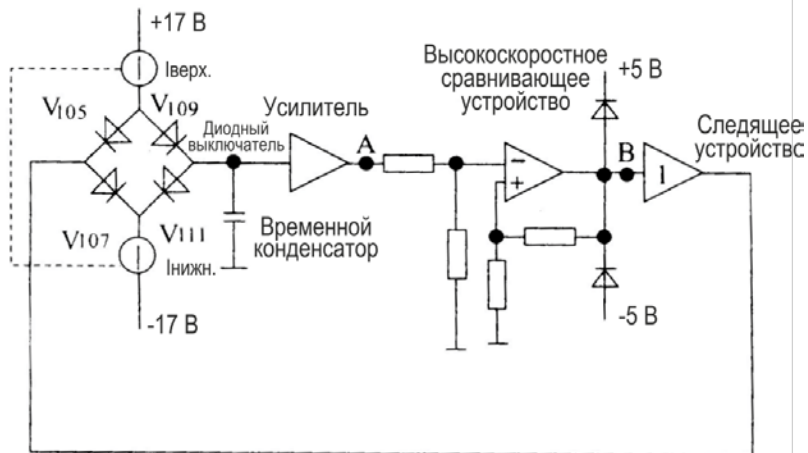 +17 В
Iверх.
V105
V109
Диодный
выключатель
Усилитель
A
Высокоскоростное
сравнивающее
устройство
+5 В
Следящее
устройство
B
1
−
+
Временной
конденсатор
V107
V111
Iнижн.
-17 В
-5 В